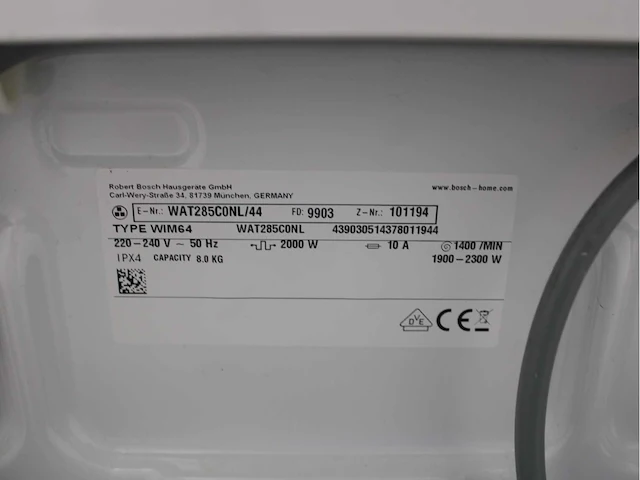 Robert Bosch Hausgeräte GmbH
Carl-Wery-Straße 34, 81739 München, GERMANY
www.bosch-home.com
E-Nr.: WAT285C0NL/44 FD: 9903 Z-Nr.: 101194
TYPE WIM64 WAT285C0NL 439030514378011944
220-240 V ~ 50 Hz 2000 W 10 A 1400 /MIN
IPX4 CAPACITY 8.0 KG 1900-2300 W
DVE CE